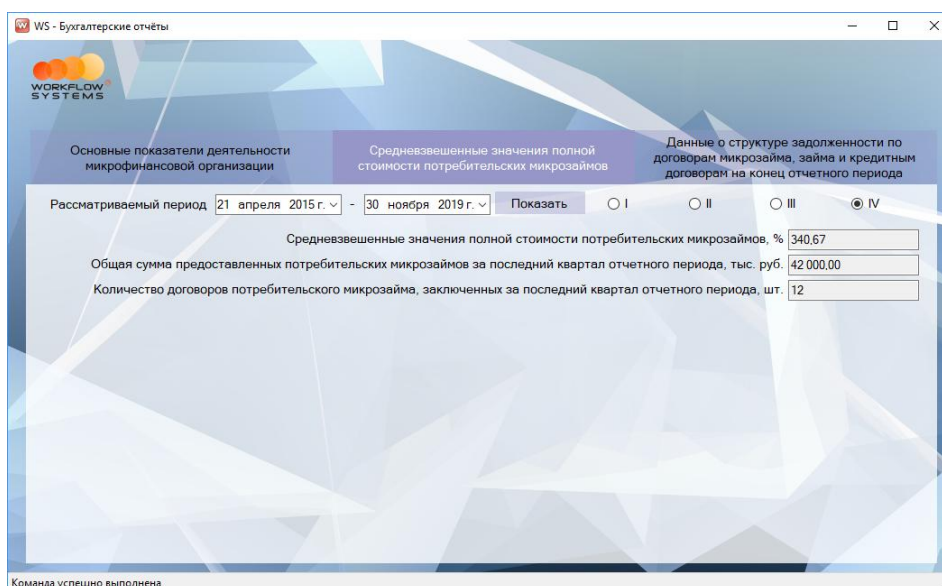 WS - Бухгалтерские отчёты
WORKFLOW
SYSTEMS
Основные показатели деятельности
микрофинансовой организации
Средневзвешенные значения полной
стоимости потребительских микрозаймов
Данные о структуре задолженности по
договорам микрозайма, займа и кредитным
договорам на конец отчетного периода
Рассматриваемый период 21 апреля 2015 г. - 30 ноября 2019 г. Показать I II III IV
Средневзвешенные значения полной стоимости потребительских микрозаймов, % 340,67
Общая сумма предоставленных потребительских микрозаймов за последний квартал отчетного периода, тыс. руб. 42 000,00
Количество договоров потребительского микрозайма, заключенных за последний квартал отчетного периода, шт. 12
Команда успешно выполнена